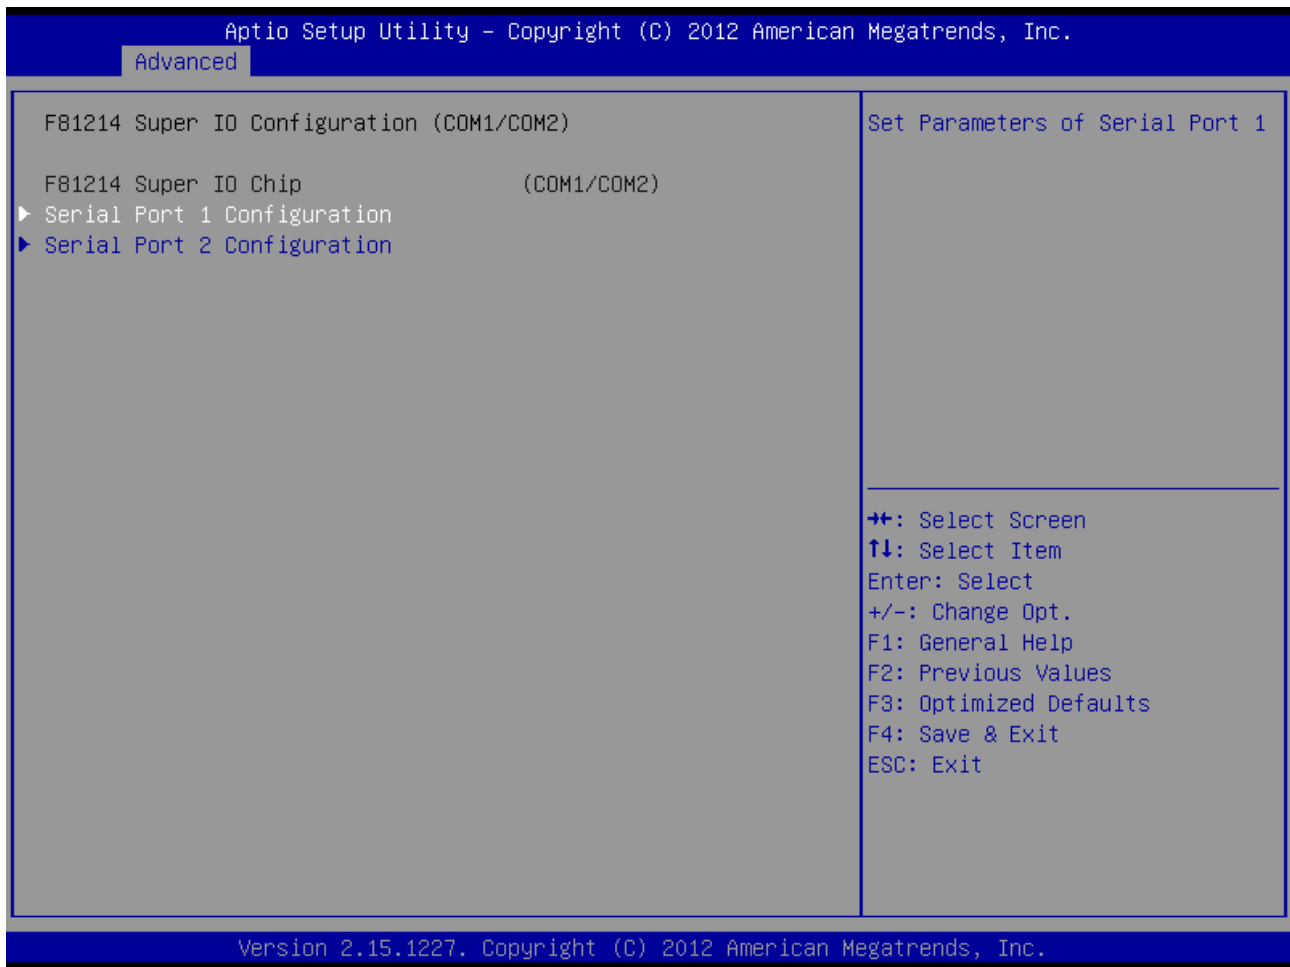 Aptio Setup Utility – Copyright (C) 2012 American Megatrends, Inc.
Advanced
F81214 Super IO Configuration (COM1/COM2)
F81214 Super IO Chip (COM1/COM2)
▶ Serial Port 1 Configuration
▶ Serial Port 2 Configuration
Set Parameters of Serial Port 1
→←: Select Screen
↑↓: Select Item
Enter: Select
+/-: Change Opt.
F1: General Help
F2: Previous Values
F3: Optimized Defaults
F4: Save & Exit
ESC: Exit
Version 2.15.1227. Copyright (C) 2012 American Megatrends, Inc.